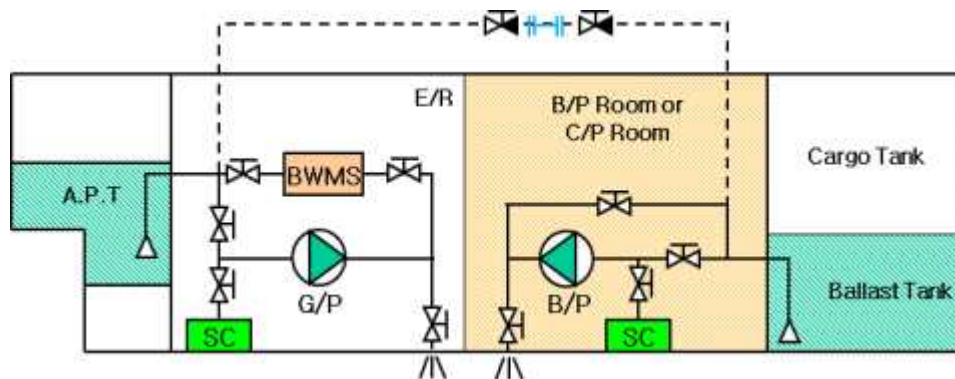 E/R
B/P Room or
C/P Room
Cargo Tank
A.P.T
BWMS
G/P
B/P
Ballast Tank
SC
SC